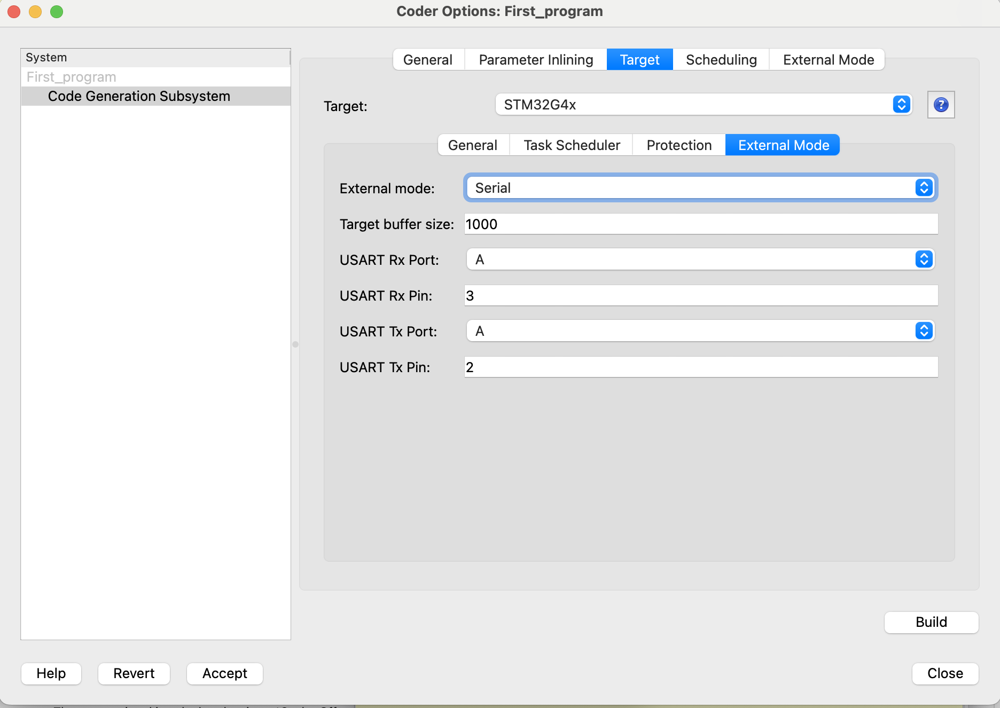 Coder Options: First_program
System
First_program
Code Generation Subsystem
General Parameter Inlining Target Scheduling External Mode
Target: STM32G4x
General Task Scheduler Protection External Mode
External mode: Serial
Target buffer size: 1000
USART Rx Port: A
USART Rx Pin: 3
USART Tx Port: A
USART Tx Pin: 2
Build
Help Revert Accept Close